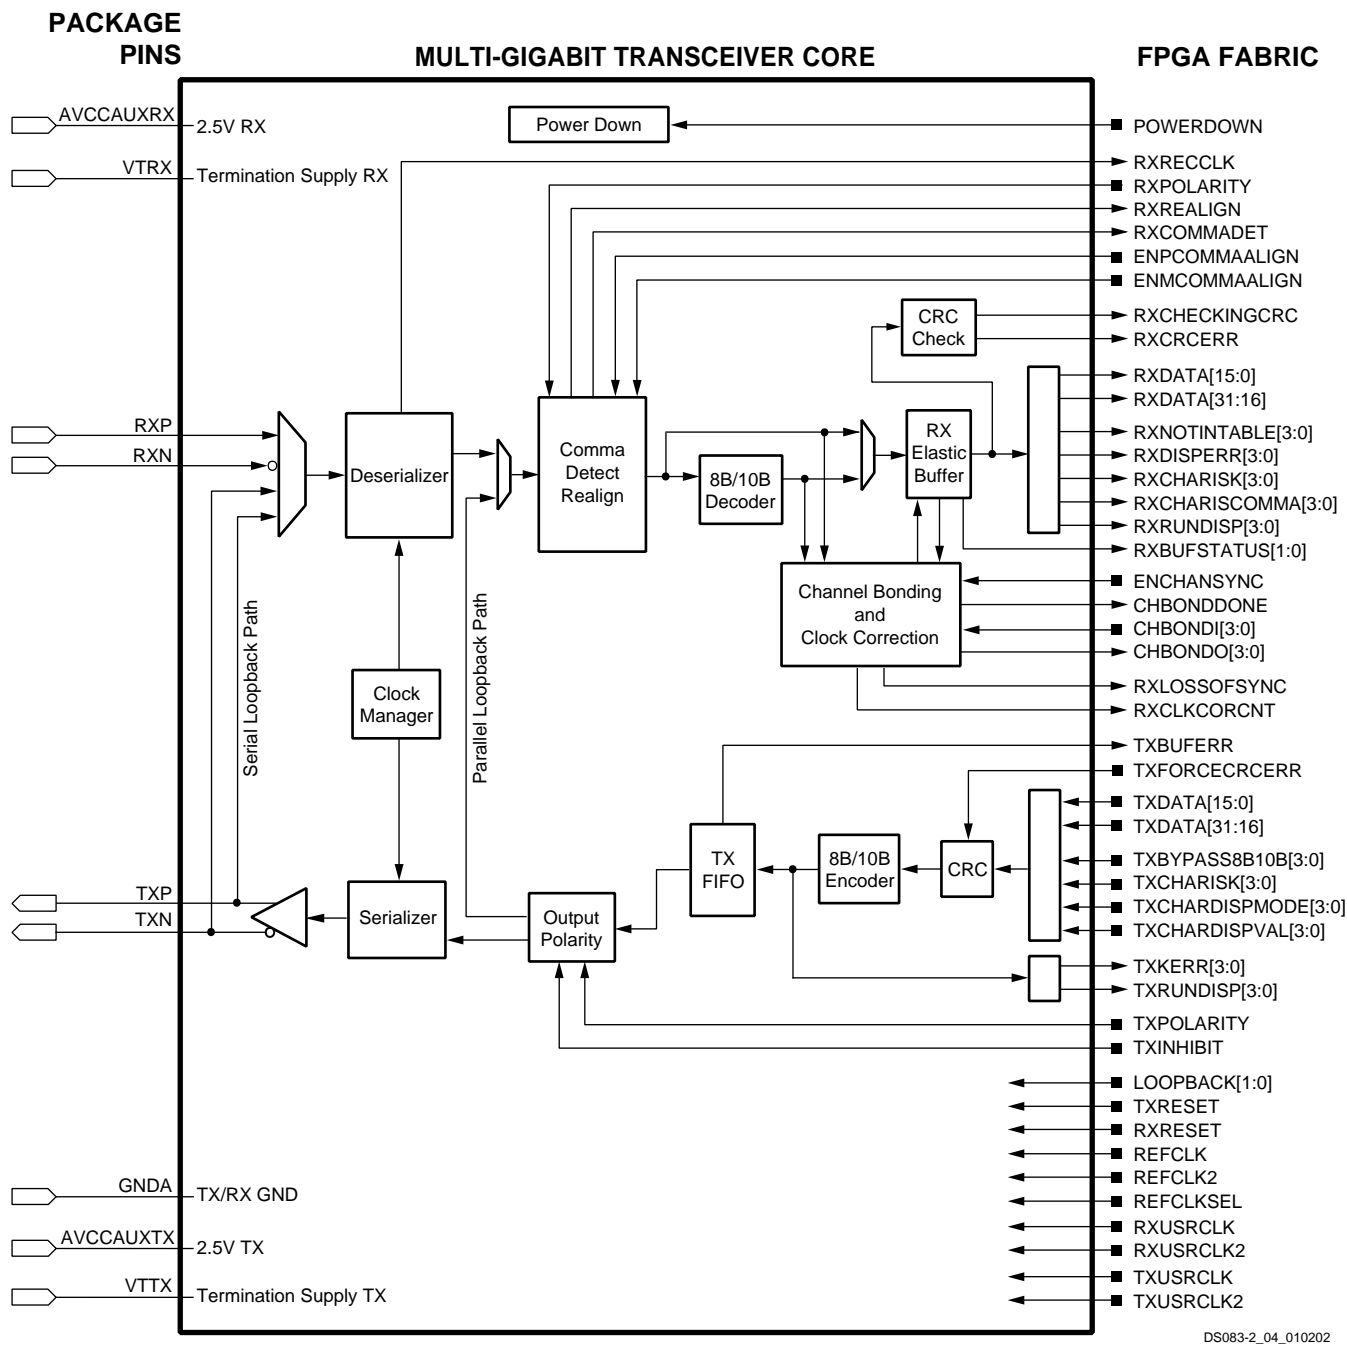 PACKAGE
PINS
MULTI-GIGABIT TRANSCEIVER CORE
FPGA FABRIC
AVCCAUXRX
2.5V RX
Power Down
POWERDOWN
VTRX
Termination Supply RX
RXRECCLK
RXPOLARITY
RXREALIGN
RXCOMMADET
ENPCOMMAALIGN
ENMCOMMAALIGN
CRC
Check
RXCHECKINGCRC
RXCRCERR
RXDATA[15:0]
RXDATA[31:16]
RXP
RXN
Deserializer
Comma
Detect
Realign
8B/10B
Decoder
RX
Elastic
Buffer
RXNOTINTABLE[3:0]
RXDISPERR[3:0]
RXCHARISK[3:0]
RXCHARISCOMMA[3:0]
RXRUNDISP[3:0]
RXBUFSTATUS[1:0]
Channel Bonding
and
Clock Correction
ENCHANSYNC
CHBONDDONE
CHBONDI[3:0]
CHBONDO[3:0]
RXLOSSOFSYNC
RXCLKCORCNT
Serial Loopback Path
Clock
Manager
Parallel Loopback Path
TXBUFERR
TXFORCECRCERR
TXDATA[15:0]
TXDATA[31:16]
TX
FIFO
8B/10B
Encoder
CRC
TXBYPASS8B10B[3:0]
TXCHARISK[3:0]
TXCHARDISPMODE[3:0]
TXCHARDISPVAL[3:0]
TXP
TXN
Serializer
Output
Polarity
TXKERR[3:0]
TXRUNDISP[3:0]
TXPOLARITY
TXINHIBIT
LOOPBACK[1:0]
TXRESET
RXRESET
REFCLK
REFCLK2
REFCLKSEL
RXUSRCLK
RXUSRCLK2
TXUSRCLK
TXUSRCLK2
GNDA
TX/RX GND
AVCCAUXTX
2.5V TX
VTTX
Termination Supply TX
DS083-2_04_010202